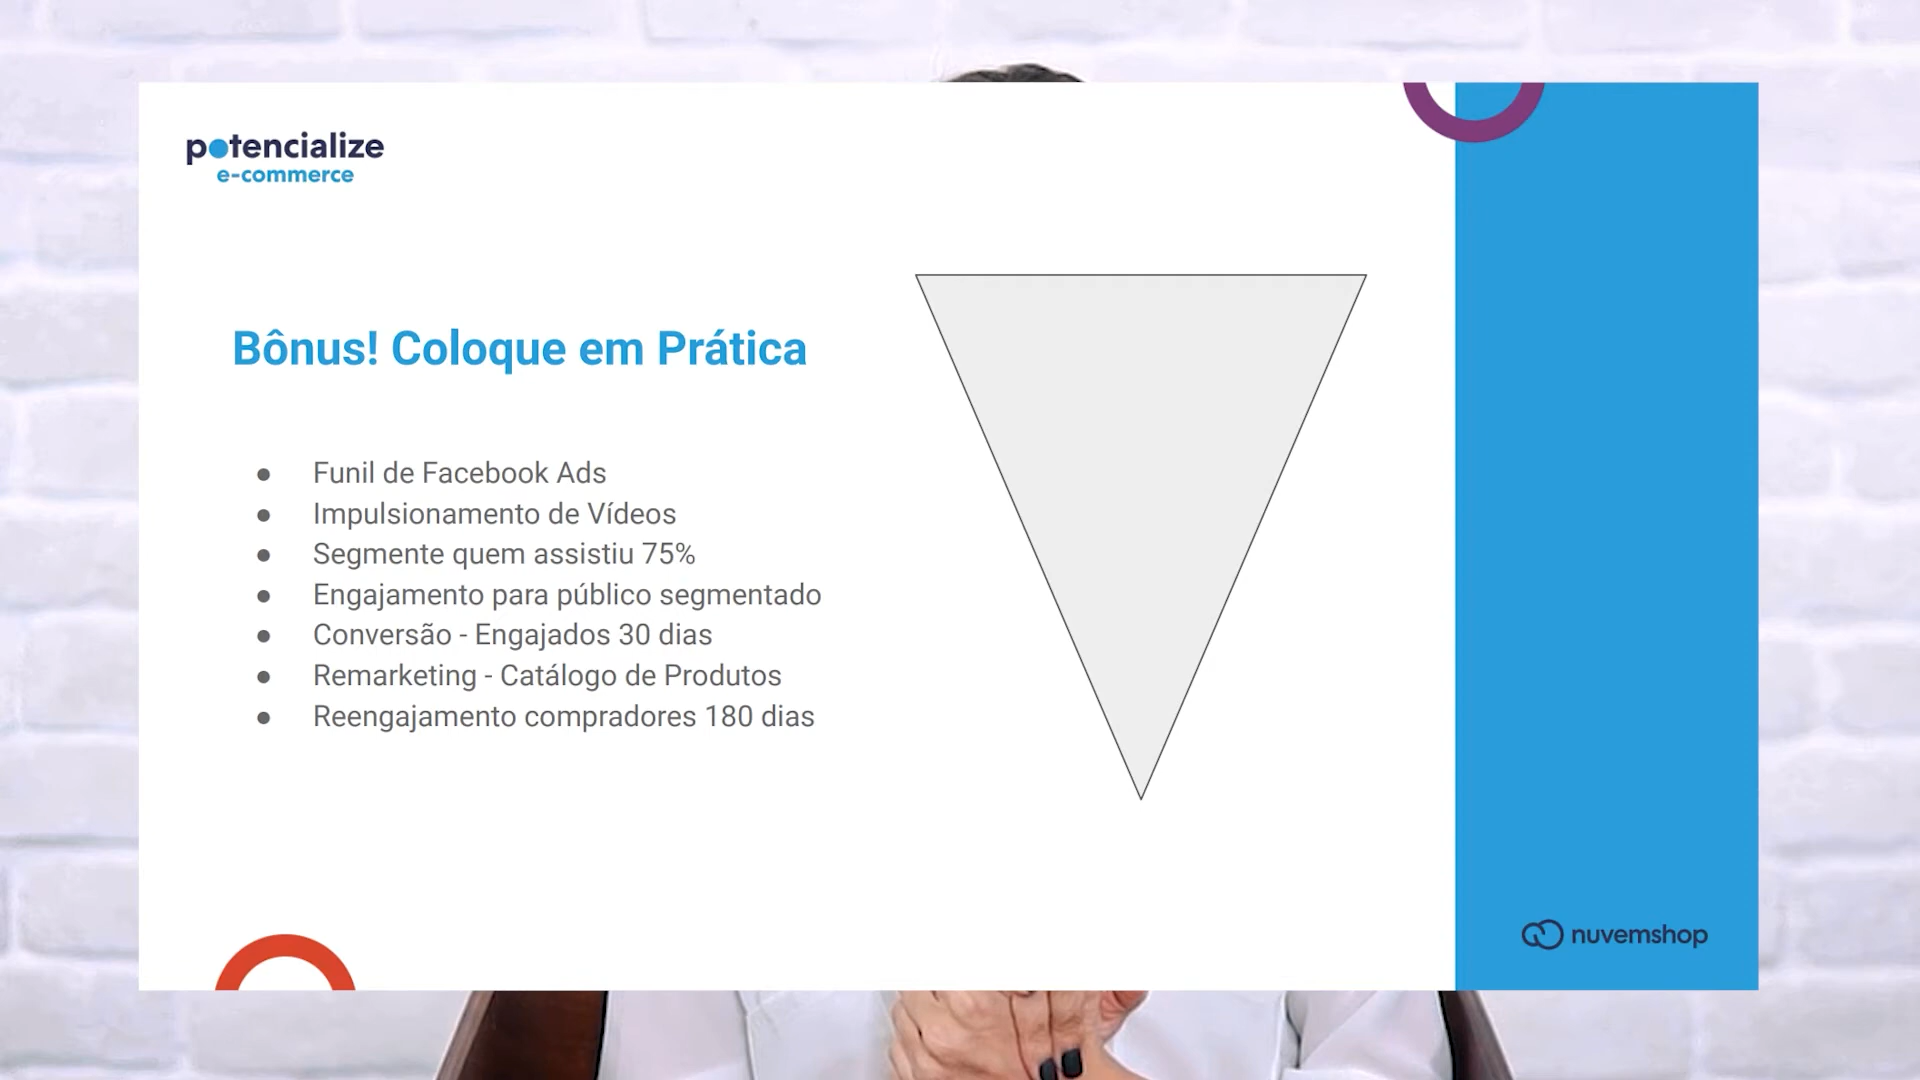 potencialize
e-commerce
Bônus! Coloque em Prática
● Funil de Facebook Ads
● Impulsionamento de Vídeos
● Segmente quem assistiu 75%
● Engajamento para público segmentado
● Conversão - Engajados 30 dias
● Remarketing - Catálogo de Produtos
● Reengajamento compradores 180 dias
nuvemshop